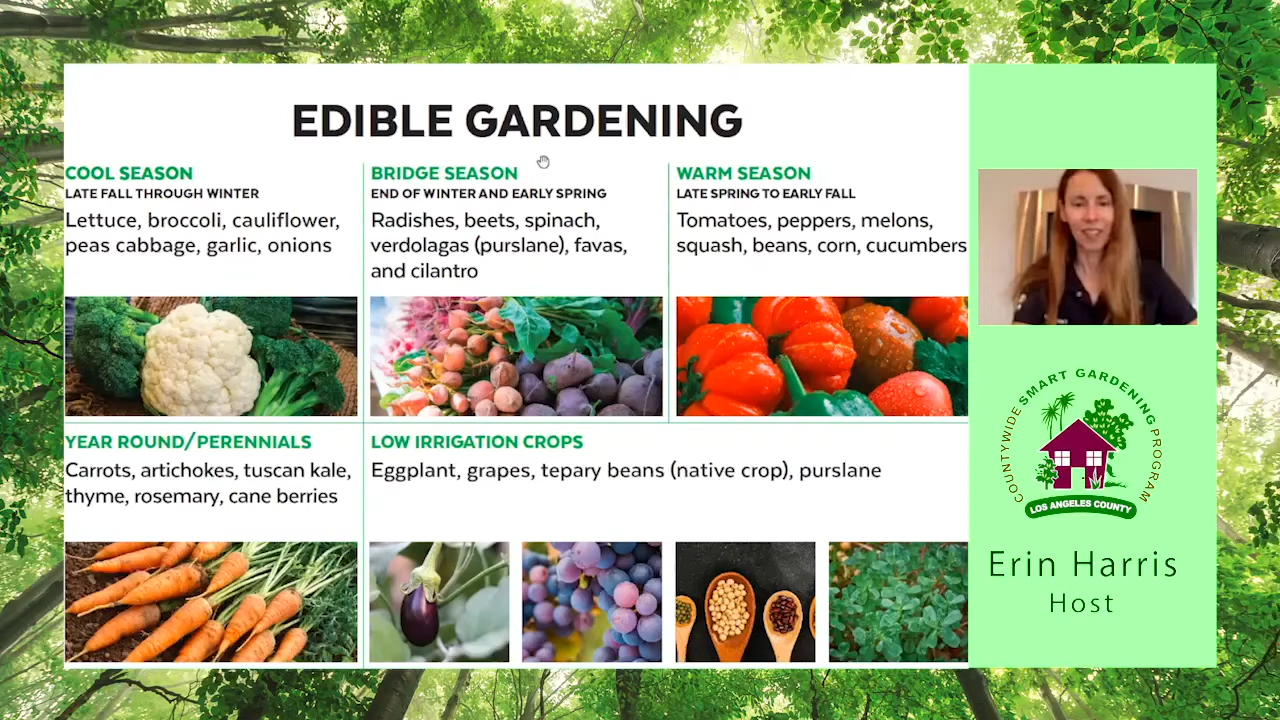 EDIBLE GARDENING
COOL SEASON
LATE FALL THROUGH WINTER
Lettuce, broccoli, cauliflower,
peas cabbage, garlic, onions
BRIDGE SEASON
END OF WINTER AND EARLY SPRING
Radishes, beets, spinach,
verdolagas (purslane), favas,
and cilantro
WARM SEASON
LATE SPRING TO EARLY FALL
Tomatoes, peppers, melons,
squash, beans, corn, cucumbers
YEAR ROUND/PERENNIALS
Carrots, artichokes, tuscan kale,
thyme, rosemary, cane berries
LOW IRRIGATION CROPS
Eggplant, grapes, tepary beans (native crop), purslane
COUNTYWIDE SMART GARDENING PROGRAM
LOS ANGELES COUNTY
Erin Harris
Host